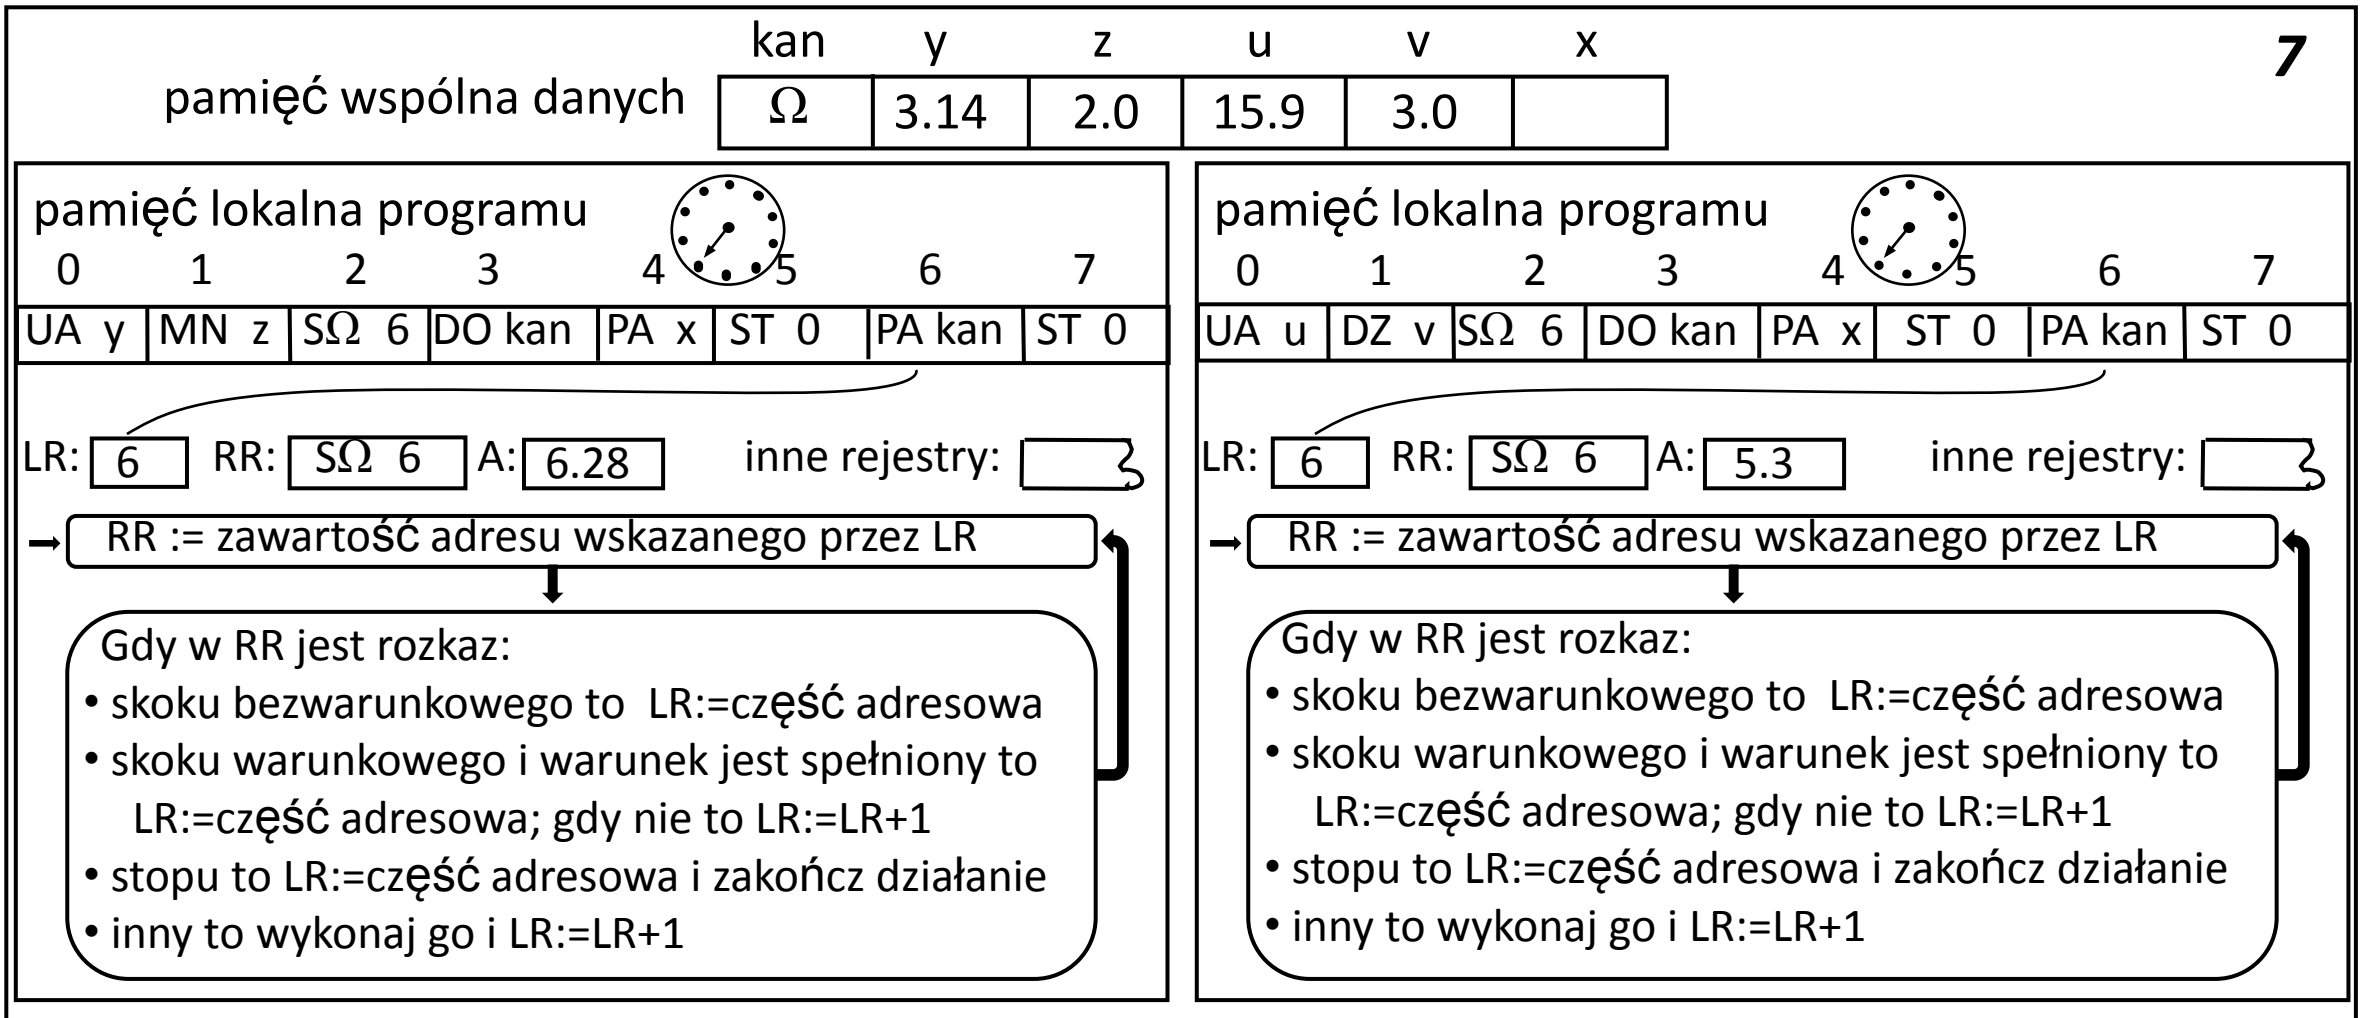 kan y z u v x
7
pamięć wspólna danych Ω 3.14 2.0 15.9 3.0
pamięć lokalna programu
0 1 2 3 4 5 6 7
UA y MN z SΩ 6 DO kan PA x ST 0 PA kan ST 0
LR: 6 RR: SΩ 6 A: 6.28 inne rejestry:
RR := zawartość adresu wskazanego przez LR
Gdy w RR jest rozkaz:
• skoku bezwarunkowego to LR:=część adresowa
• skoku warunkowego i warunek jest spełniony to
LR:=część adresowa; gdy nie to LR:=LR+1
• stopu to LR:=część adresowa i zakończ działanie
• inny to wykonaj go i LR:=LR+1
pamięć lokalna programu
0 1 2 3 4 5 6 7
UA u DZ v SΩ 6 DO kan PA x ST 0 PA kan ST 0
LR: 6 RR: SΩ 6 A: 5.3 inne rejestry:
RR := zawartość adresu wskazanego przez LR
Gdy w RR jest rozkaz:
• skoku bezwarunkowego to LR:=część adresowa
• skoku warunkowego i warunek jest spełniony to
LR:=część adresowa; gdy nie to LR:=LR+1
• stopu to LR:=część adresowa i zakończ działanie
• inny to wykonaj go i LR:=LR+1